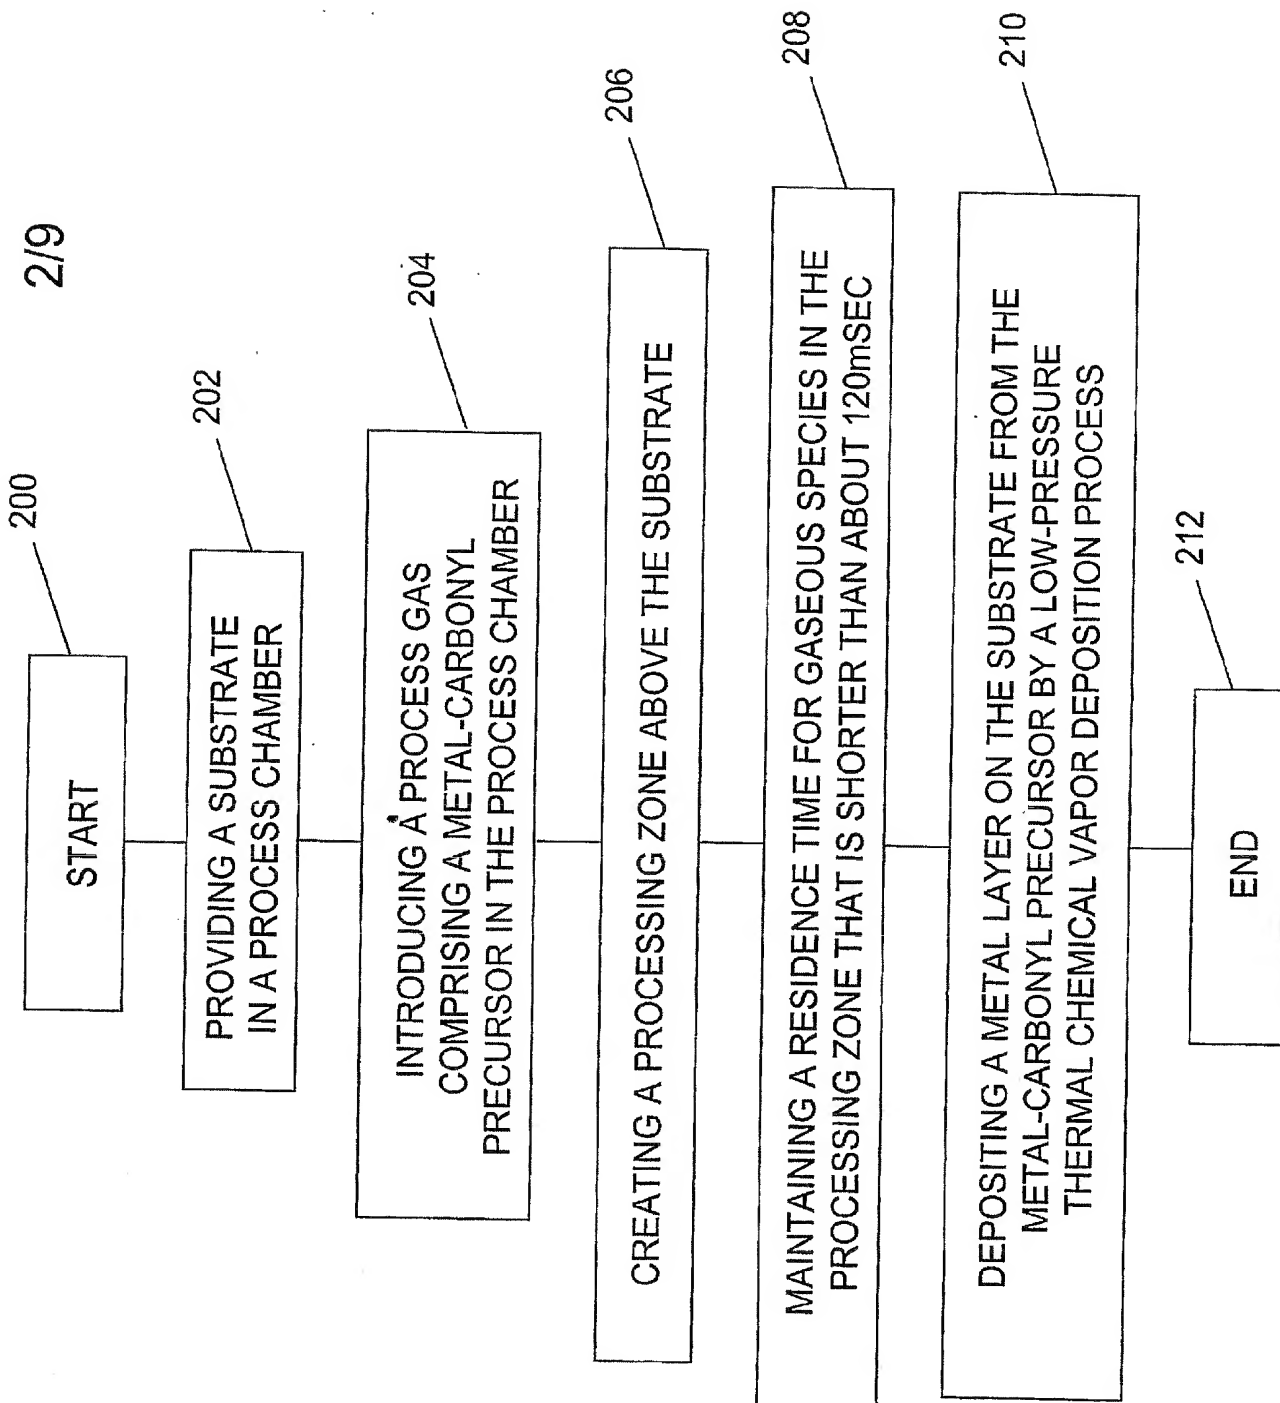 2/9
START
200
PROVIDING A SUBSTRATE
IN A PROCESS CHAMBER
202
INTRODUCING A PROCESS GAS
COMPRISING A METAL-CARBONYL
PRECURSOR IN THE PROCESS CHAMBER
204
CREATING A PROCESSING ZONE ABOVE THE SUBSTRATE
206
MAINTAINING A RESIDENCE TIME FOR GASEOUS SPECIES IN THE
PROCESSING ZONE THAT IS SHORTER THAN ABOUT 120mSEC
208
DEPOSITING A METAL LAYER ON THE SUBSTRATE FROM THE
METAL-CARBONYL PRECURSOR BY A LOW-PRESSURE
THERMAL CHEMICAL VAPOR DEPOSITION PROCESS
210
END
212